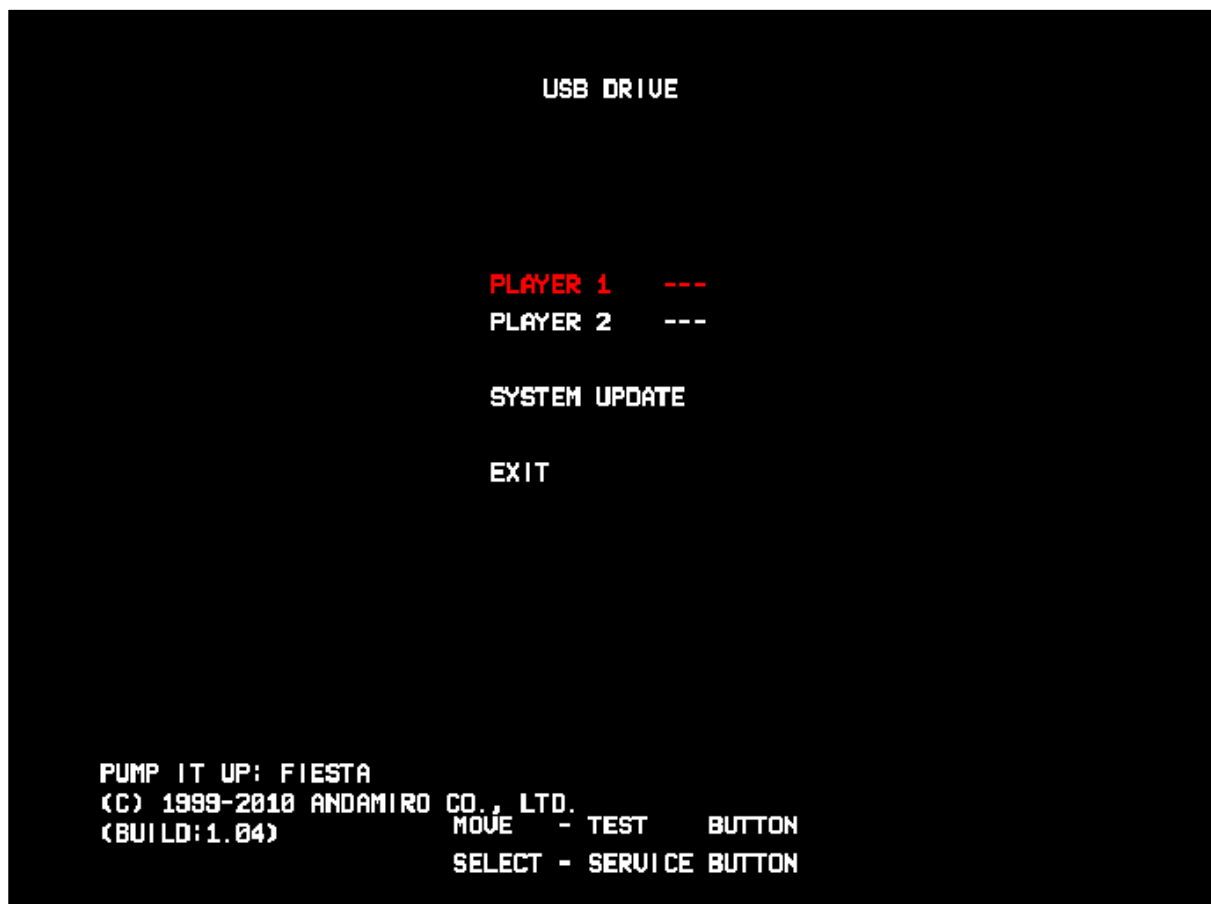 USB DRIVE
PLAYER 1 ---
PLAYER 2 ---
SYSTEM UPDATE
EXIT
PUMP IT UP: FIESTA
(C) 1999-2010 ANDAMIRO CO., LTD.
(BUILD:1.04)
MOVE - TEST BUTTON
SELECT - SERVICE BUTTON